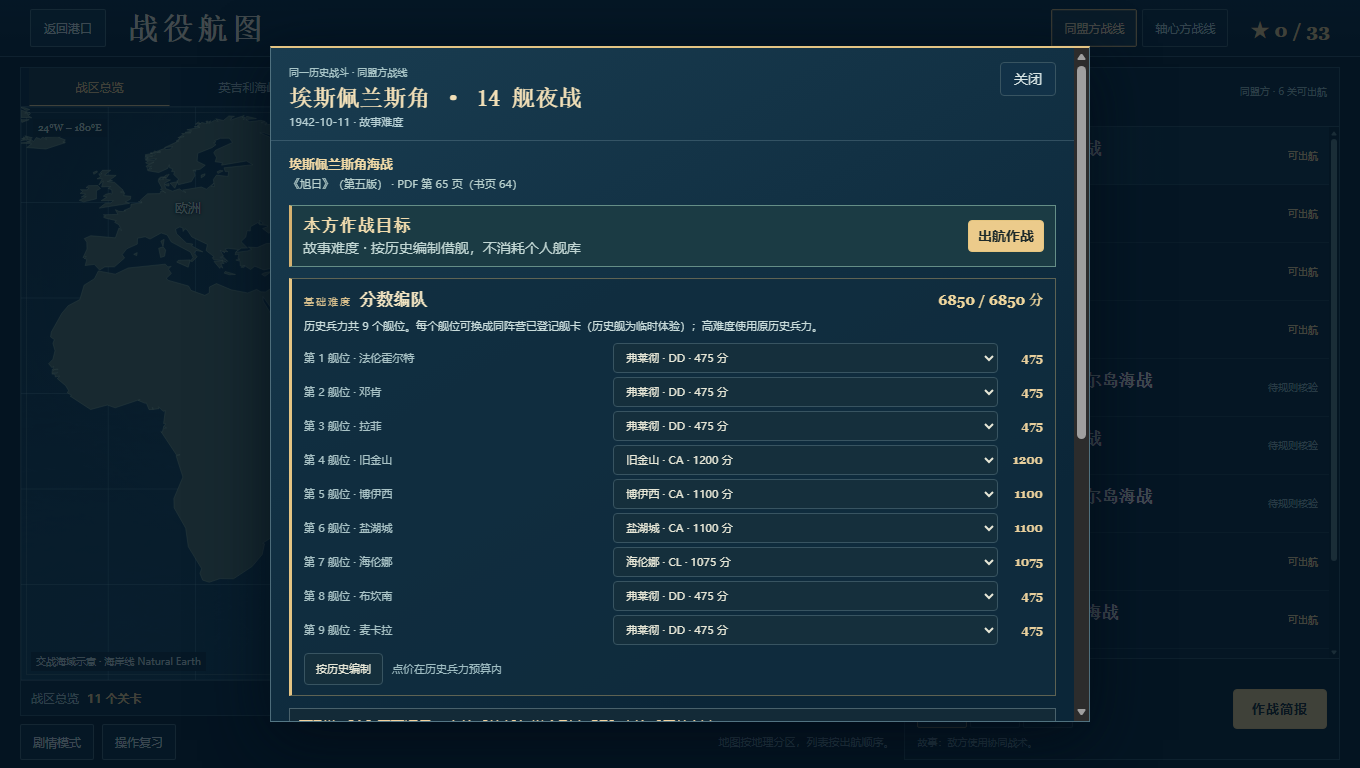 返回港口
战役航图
同盟方战线
轴心方战线
★ 0 / 33
战区总览
英吉利海
24°W – 180°E
欧洲
交战海域示意 · 海岸线 Natural Earth
战区总览 11 个关卡
剧情模式
操作复习
同一历史战斗 · 同盟方战线
埃斯佩兰斯角 • 14 舰夜战
1942-10-11 · 故事难度
关闭
埃斯佩兰斯角海战
《旭日》(第五版) · PDF 第 65 页(书页 64)
本方作战目标
故事难度 · 按历史编制借舰,不消耗个人舰库
出航作战
基础难度 分数编队
6850 / 6850 分
历史兵力共 9 个舰位。每个舰位可换成同阵营已登记舰卡(历史舰为临时体验);高难度使用原历史兵力。
第 1 舰位 · 法伦霍尔特 弗莱彻 · DD · 475 分 475
第 2 舰位 · 邓肯 弗莱彻 · DD · 475 分 475
第 3 舰位 · 拉菲 弗莱彻 · DD · 475 分 475
第 4 舰位 · 旧金山 旧金山 · CA · 1200 分 1200
第 5 舰位 · 博伊西 博伊西 · CA · 1100 分 1100
第 6 舰位 · 盐湖城 盐湖城 · CA · 1100 分 1100
第 7 舰位 · 海伦娜 海伦娜 · CL · 1075 分 1075
第 8 舰位 · 布坎南 弗莱彻 · DD · 475 分 475
第 9 舰位 · 麦卡拉 弗莱彻 · DD · 475 分 475
按历史编制 点价在历史兵力预算内
同盟方 · 6 关可出航
战 可出航
可出航
可出航
可出航
尔岛海战 待规则核验
战 待规则核验
尔岛海战 待规则核验
可出航
海战 可出航
作战简报
地图按地理分区,列表按出航顺序。
故事:敌方使用协同战术。